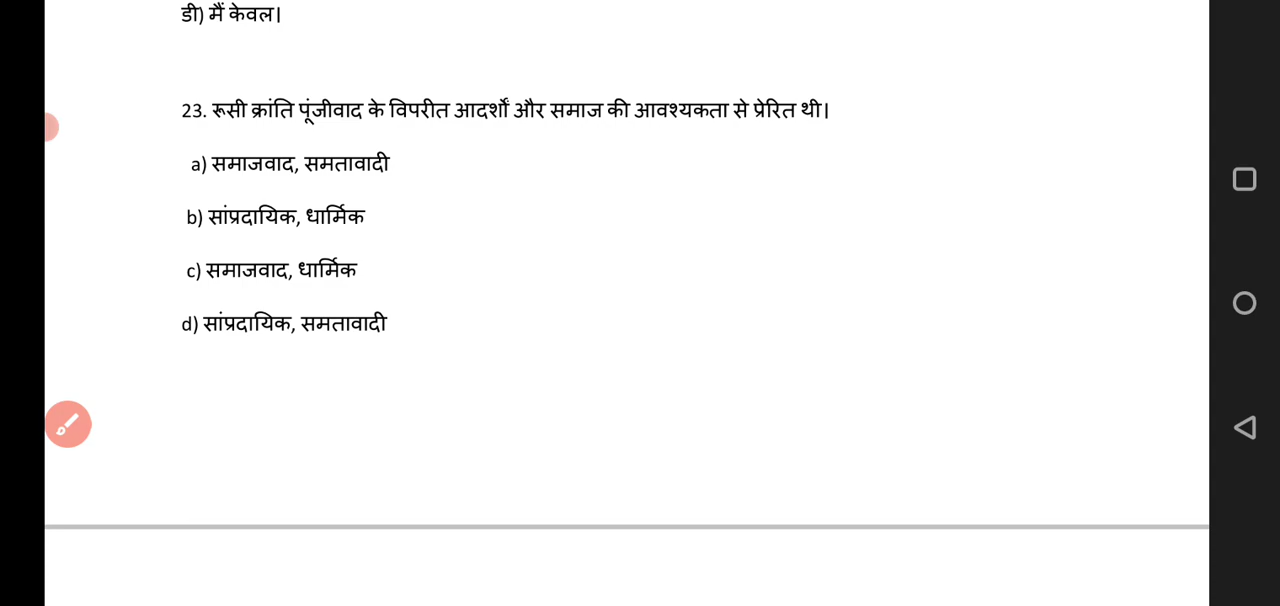 डी) मैं केवल।
23. रूसी क्रांति पूंजीवाद के विपरीत आदर्शों और समाज की आवश्यकता से प्रेरित थी।
a) समाजवाद, समतावादी
b) सांप्रदायिक, धार्मिक
c) समाजवाद, धार्मिक
d) सांप्रदायिक, समतावादी